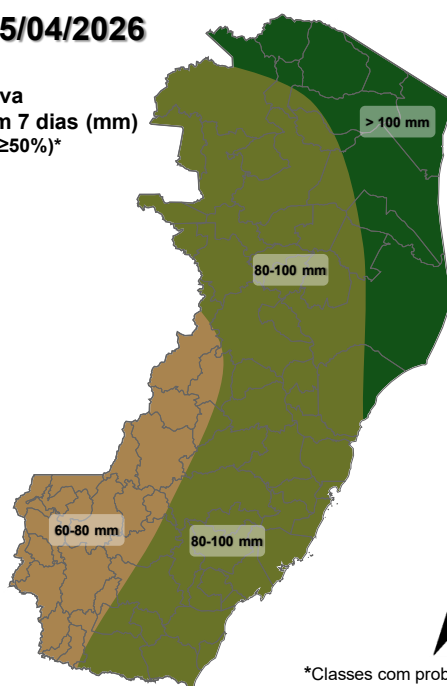 5/04/2026
va
m 7 dias (mm)
≥50%)*
> 100 mm
80-100 mm
60-80 mm
80-100 mm
*Classes com prob